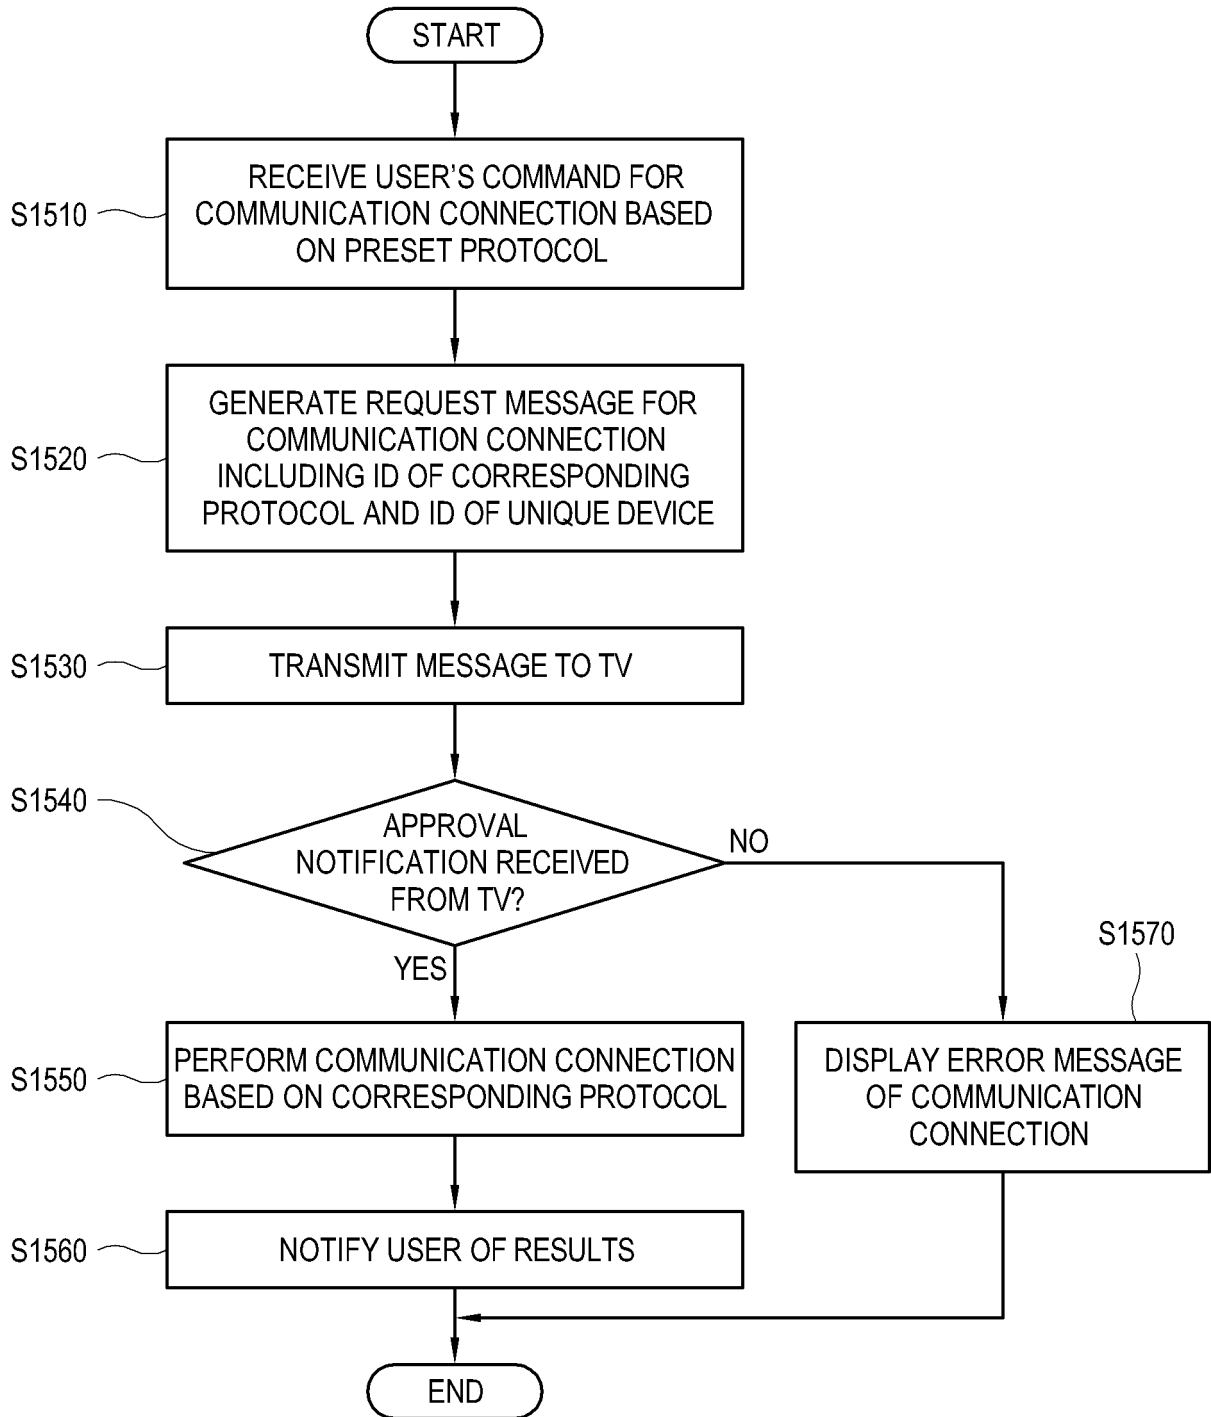 START
S1510
RECEIVE USER'S COMMAND FOR
COMMUNICATION CONNECTION BASED
ON PRESET PROTOCOL
S1520
GENERATE REQUEST MESSAGE FOR
COMMUNICATION CONNECTION
INCLUDING ID OF CORRESPONDING
PROTOCOL AND ID OF UNIQUE DEVICE
S1530
TRANSMIT MESSAGE TO TV
S1540
APPROVAL
NOTIFICATION RECEIVED
FROM TV?
NO
YES
S1550
PERFORM COMMUNICATION CONNECTION
BASED ON CORRESPONDING PROTOCOL
S1570
DISPLAY ERROR MESSAGE
OF COMMUNICATION
CONNECTION
S1560
NOTIFY USER OF RESULTS
END